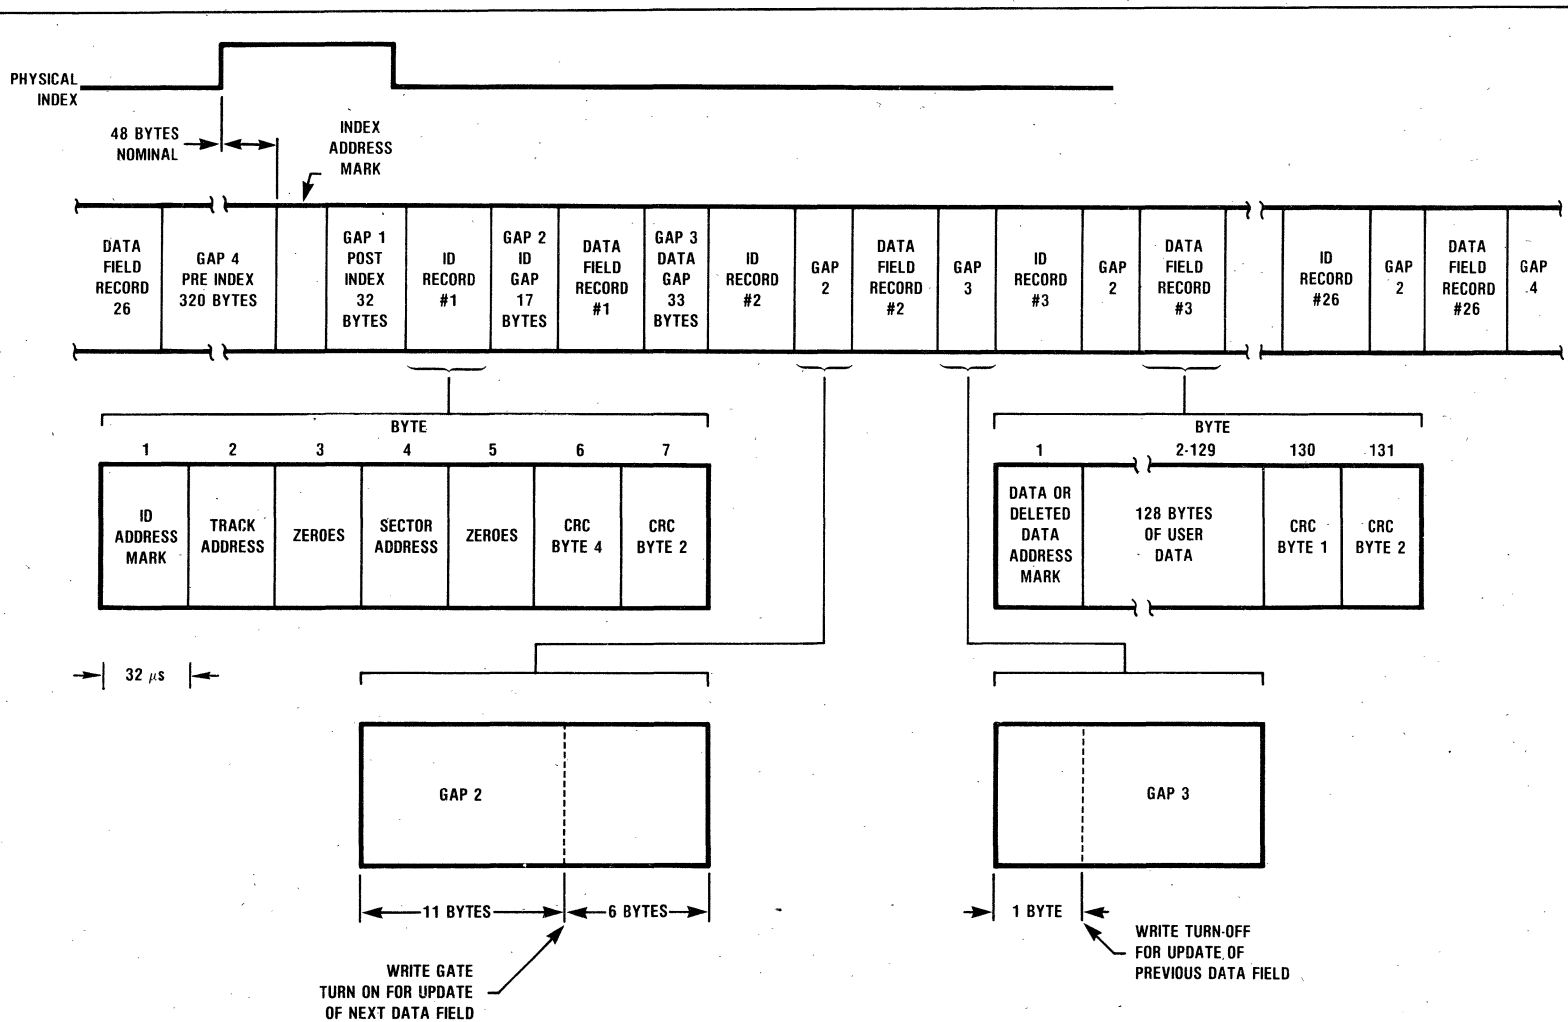 PHYSICAL
INDEX
48 BYTES
NOMINAL
INDEX
ADDRESS
MARK
DATA
FIELD
RECORD
26
GAP 4
PRE INDEX
320 BYTES
GAP 1
POST
INDEX
32
BYTES
ID
RECORD
#1
GAP 2
ID
GAP
17
BYTES
DATA
FIELD
RECORD
#1
GAP 3
DATA
GAP
33
BYTES
ID
RECORD
#2
GAP
2
DATA
FIELD
RECORD
#2
GAP
3
ID
RECORD
#3
GAP
2
DATA
FIELD
RECORD
#3
ID
RECORD
#26
GAP
2
DATA
FIELD
RECORD
#26
GAP
4
BYTE
1 2 3 4 5 6 7
ID
ADDRESS
MARK
TRACK
ADDRESS
ZEROES
SECTOR
ADDRESS
ZEROES
CRC
BYTE 4
CRC
BYTE 2
BYTE
1 2-129 130 131
DATA OR
DELETED
DATA
ADDRESS
MARK
128 BYTES
OF USER
DATA
CRC
BYTE 1
CRC
BYTE 2
32 μs
GAP 2
11 BYTES
6 BYTES
WRITE GATE
TURN ON FOR UPDATE
OF NEXT DATA FIELD
GAP 3
1 BYTE
WRITE TURN-OFF
FOR UPDATE OF
PREVIOUS DATA FIELD